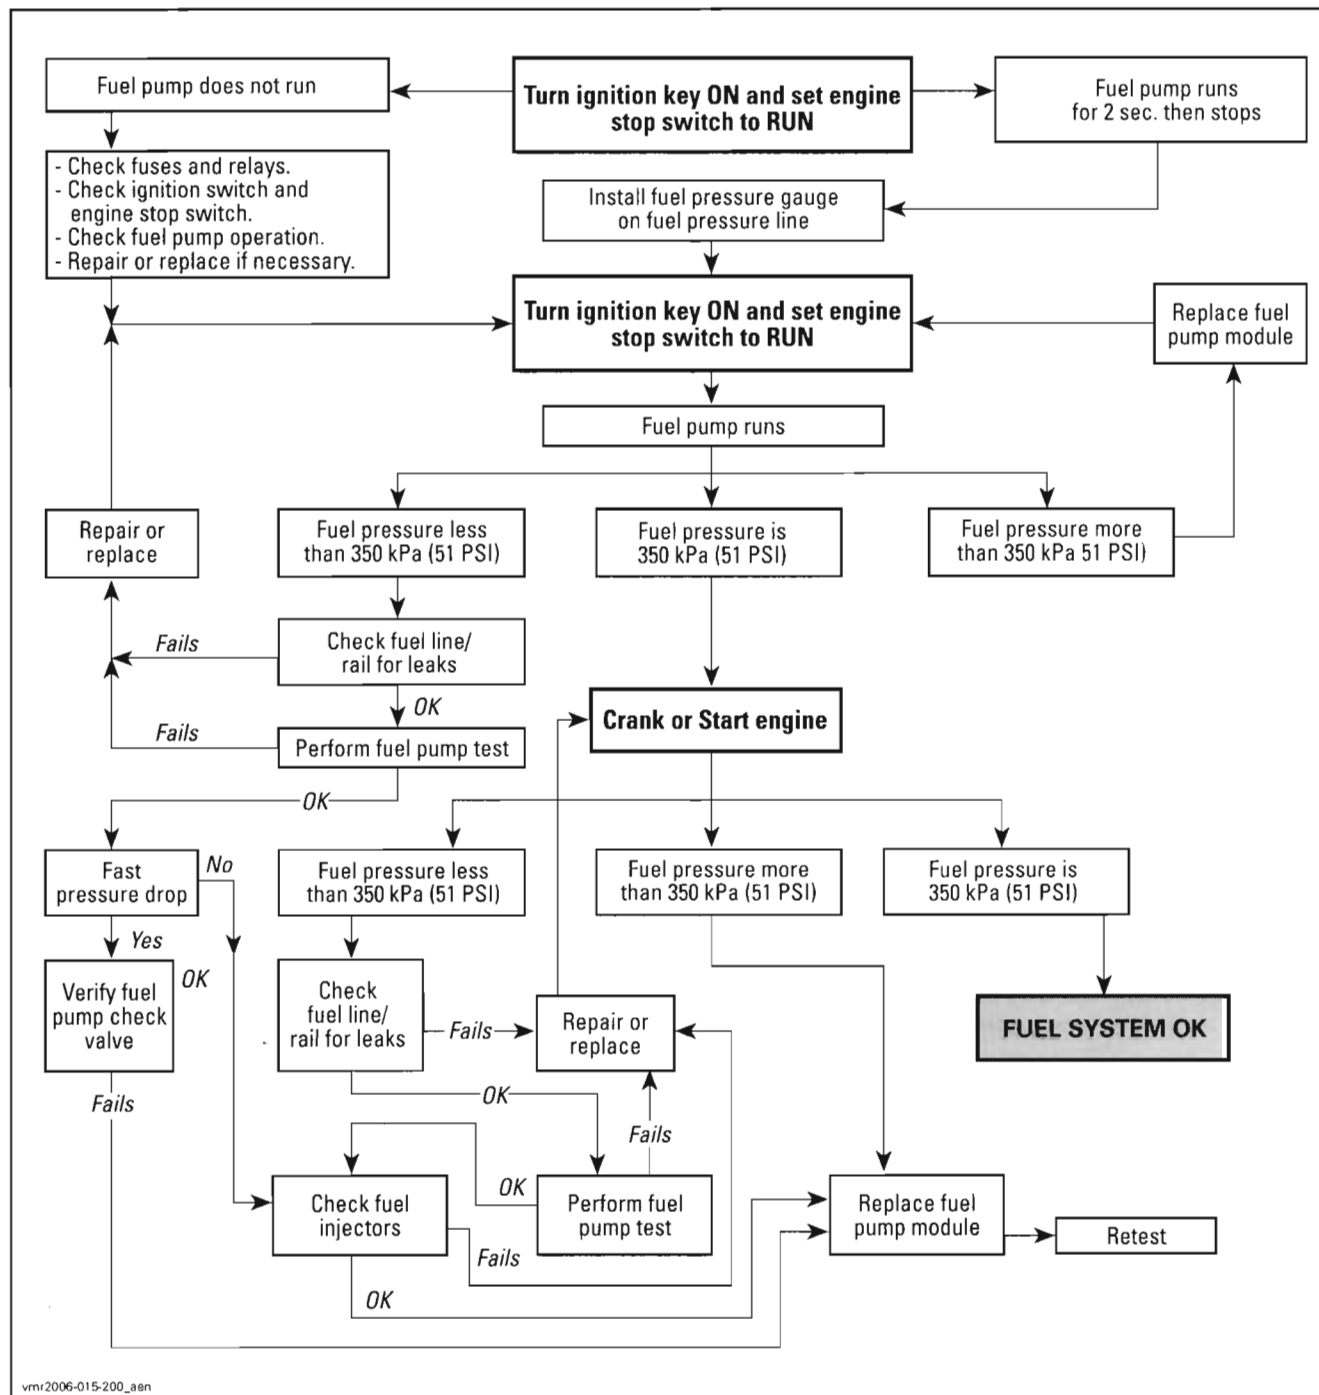 Fuel pump does not run
Turn ignition key ON and set engine
stop switch to RUN
Fuel pump runs
for 2 sec. then stops
- Check fuses and relays.
- Check ignition switch and
engine stop switch.
- Check fuel pump operation.
- Repair or replace if necessary.
Install fuel pressure gauge
on fuel pressure line
Turn ignition key ON and set engine
stop switch to RUN
Replace fuel
pump module
Fuel pump runs
Repair or
replace
Fuel pressure less
than 350 kPa (51 PSI)
Fuel pressure is
350 kPa (51 PSI)
Fuel pressure more
than 350 kPa 51 PSI)
Fails
Check fuel line/
rail for leaks
OK
Fails
Perform fuel pump test
Crank or Start engine
OK
Fast
pressure drop
No
Fuel pressure less
than 350 kPa (51 PSI)
Fuel pressure more
than 350 kPa (51 PSI)
Fuel pressure is
350 kPa (51 PSI)
Yes
OK
Verify fuel
pump check
valve
Check
fuel line/
rail for leaks
Fails
Repair or
replace
FUEL SYSTEM OK
Fails
OK
Fails
Check fuel
injectors
OK
Perform fuel
pump test
Replace fuel
pump module
Retest
Fails
OK
vmr2006-015-200_aen